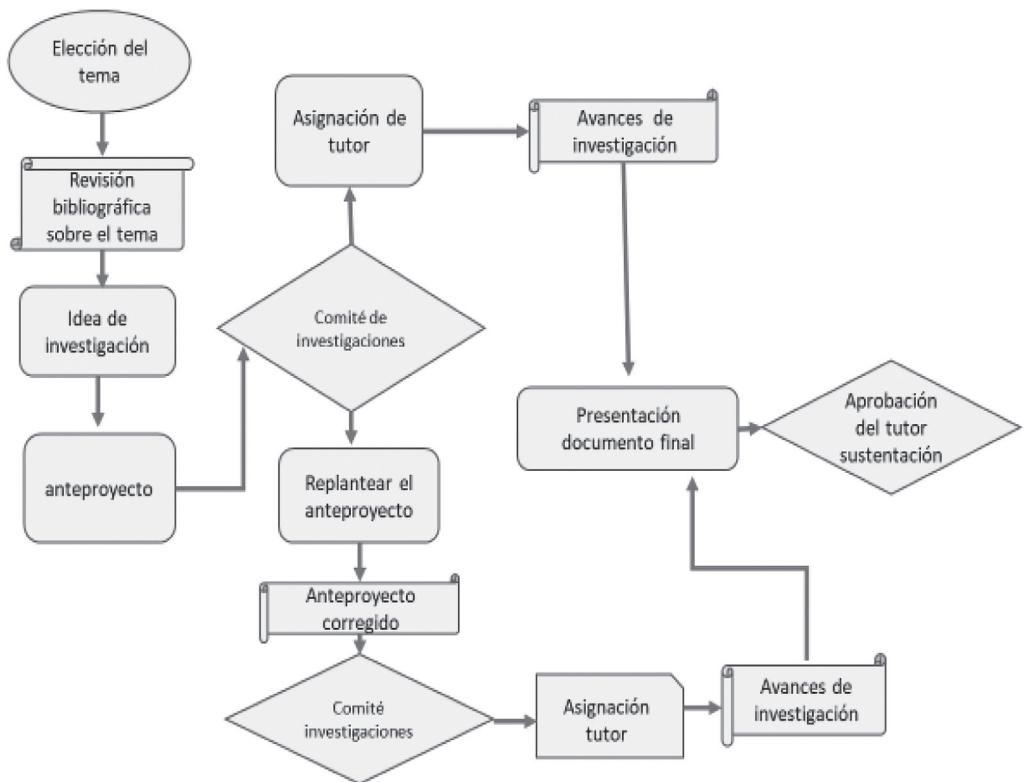 Elección del
tema
Revisión
bibliográfica
sobre el tema
Idea de
investigación
anteproyecto
Comité de
investigaciones
Asignación de
tutor
Avances de
investigación
Replantear el
anteproyecto
Anteproyecto
corregido
Comité
investigaciones
Asignación
tutor
Avances de
investigación
Presentación
documento final
Aprobación
del tutor
sustentación